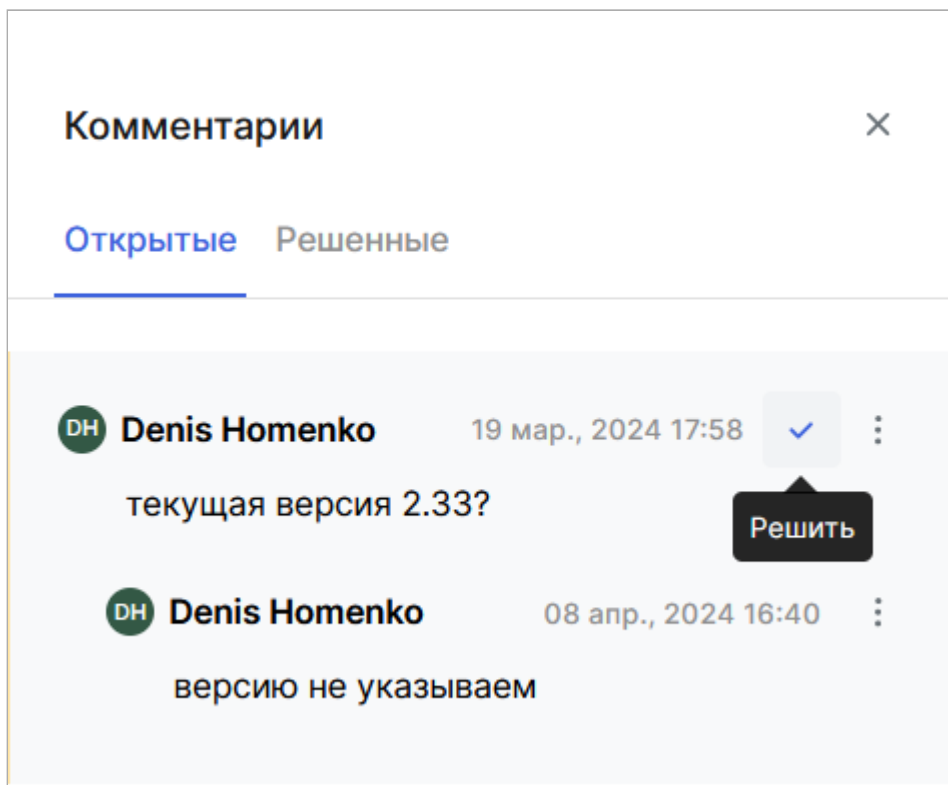 Комментарии
Открытые Решенные
DH Denis Homenko 19 мар., 2024 17:58
текущая версия 2.33?
Решить
DH Denis Homenko 08 апр., 2024 16:40
версию не указываем